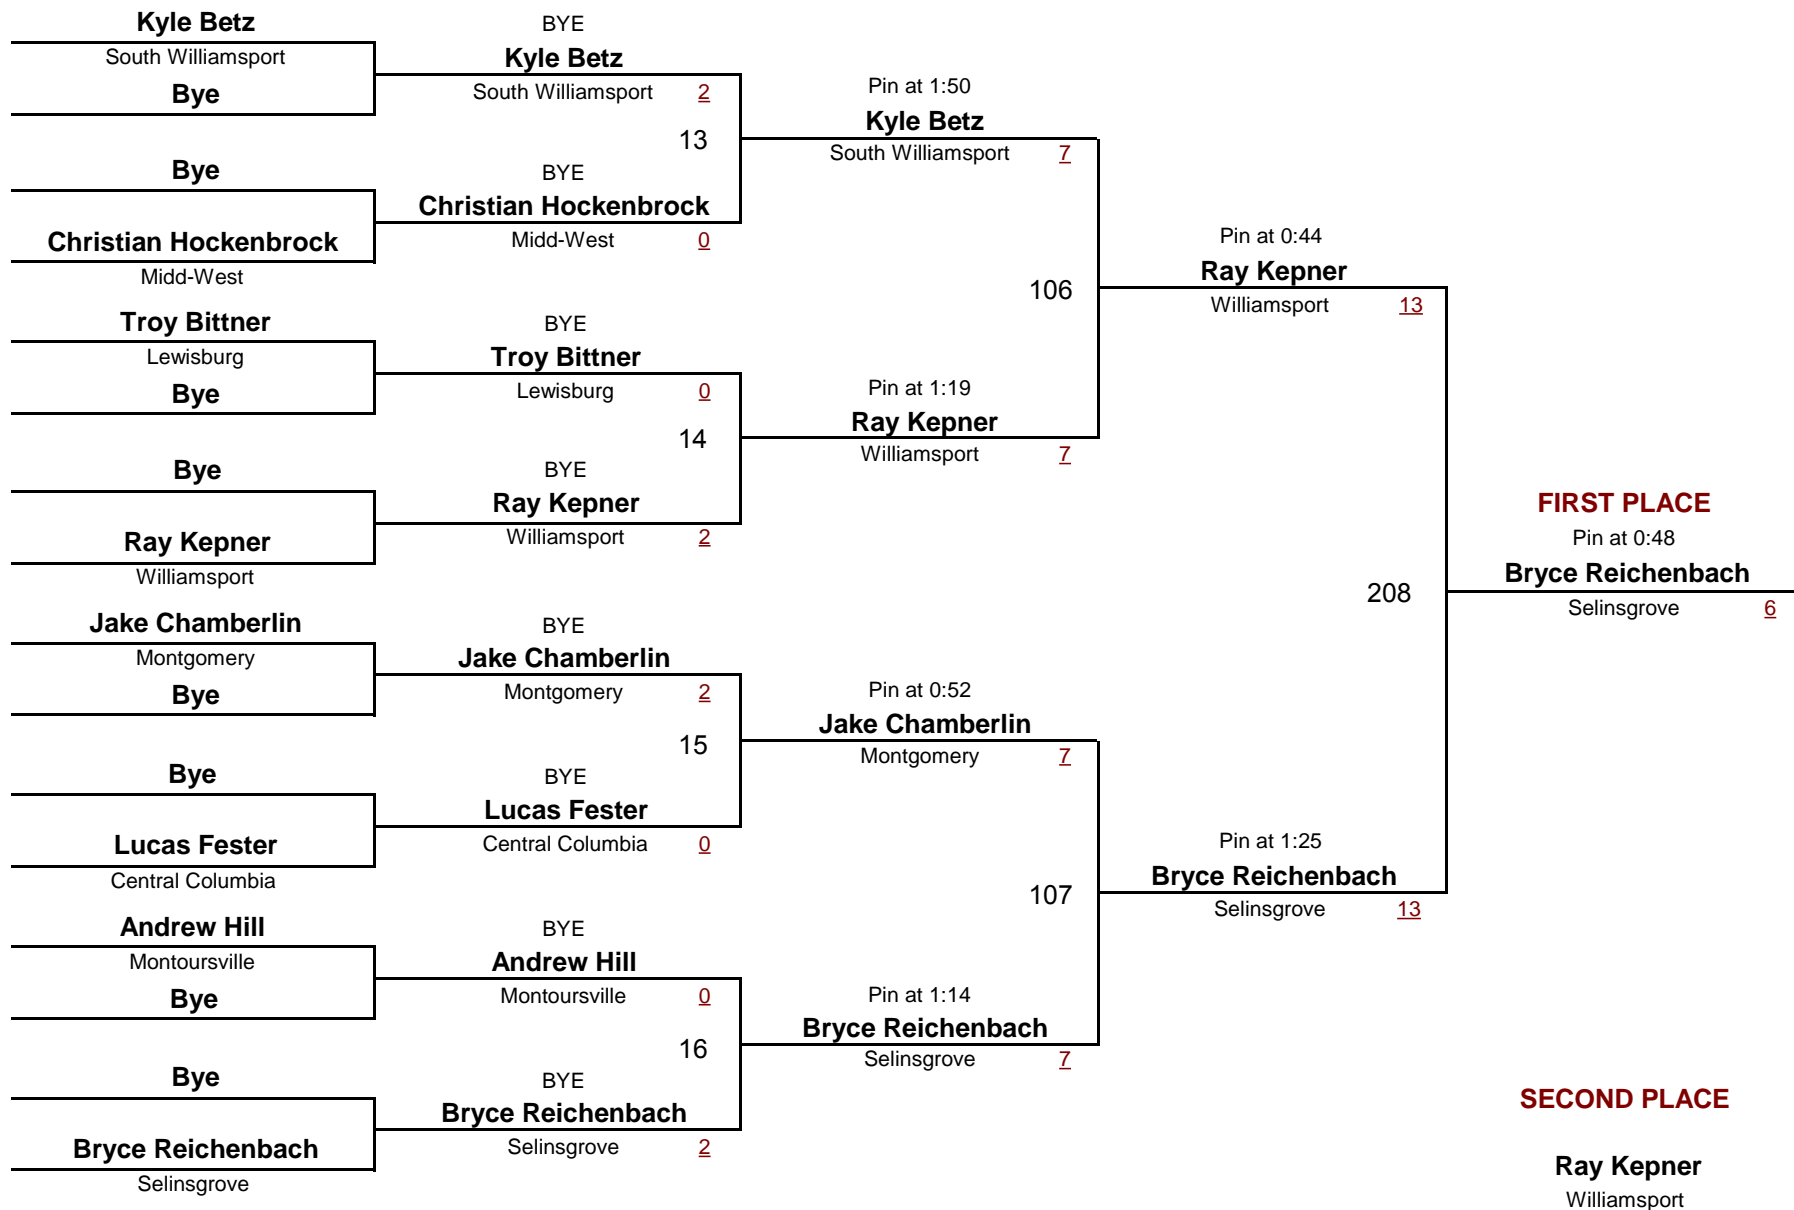 Kyle Betz
South Williamsport
Bye
Bye
Christian Hockenbrock
Midd-West
Troy Bittner
Lewisburg
Bye
Bye
Ray Kepner
Williamsport
Jake Chamberlin
Montgomery
Bye
Bye
Lucas Fester
Central Columbia
Andrew Hill
Montoursville
Bye
Bye
Bryce Reichenbach
Selinsgrove
BYE
Kyle Betz
South Williamsport 2
13
BYE
Christian Hockenbrock
Midd-West 0
BYE
Troy Bittner
Lewisburg 0
14
BYE
Ray Kepner
Williamsport 2
BYE
Jake Chamberlin
Montgomery 2
15
BYE
Lucas Fester
Central Columbia 0
BYE
Andrew Hill
Montoursville 0
16
BYE
Bryce Reichenbach
Selinsgrove 2
Pin at 1:50
Kyle Betz
South Williamsport 7
106
Pin at 1:19
Ray Kepner
Williamsport 7
Pin at 0:52
Jake Chamberlin
Montgomery 7
107
Pin at 1:14
Bryce Reichenbach
Selinsgrove 7
Pin at 0:44
Ray Kepner
Williamsport 13
208
Pin at 1:25
Bryce Reichenbach
Selinsgrove 13
FIRST PLACE
Pin at 0:48
Bryce Reichenbach
Selinsgrove 6
SECOND PLACE
Ray Kepner
Williamsport